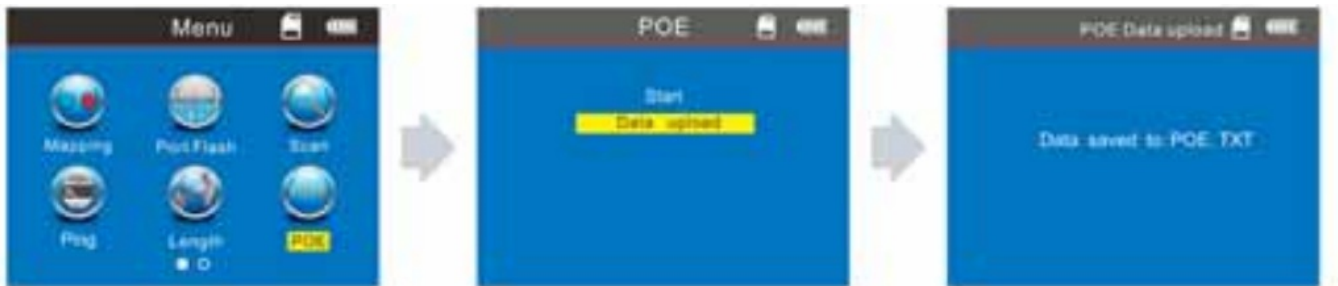 Menu
Mapping Port Flash Scan
Ping Length POE
POE
Start
Data upload
POE Data upload
Data saved to POE. TXT